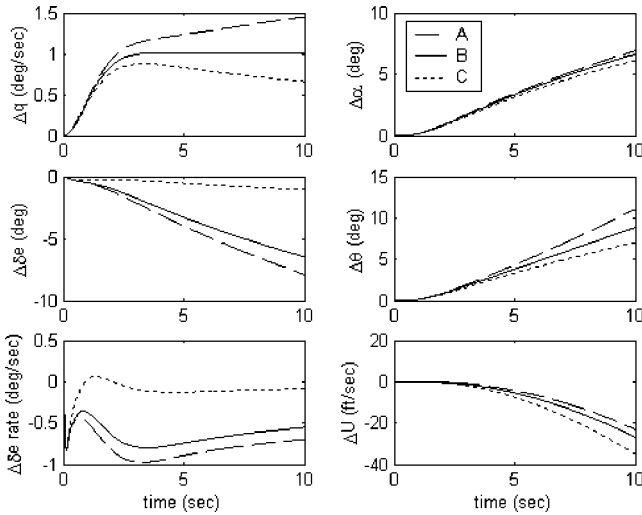 1.5
1
0.5
0
0 5 10
Δq (deg/sec)
15
10
5
0
0 5 10
Δα (deg)
A
B
C
0
-5
-10
0 5 10
Δδe (deg)
15
10
5
0
0 5 10
Δθ (deg)
0.5
0
-0.5
-1
0 5 10
Δδe rate (deg/sec)
time (sec)
20
0
-20
-40
0 5 10
ΔU (ft/sec)
time (sec)